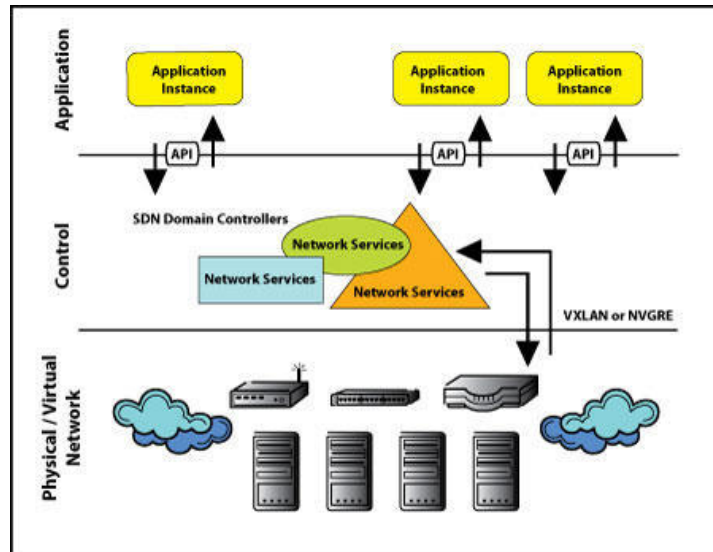 Application
Application
Instance
Application
Instance
Application
Instance
API
API
API
Control
SDN Domain Controllers
Network Services
Network Services
Network Services
VXLAN or NVGRE
Physical / Virtual
Network